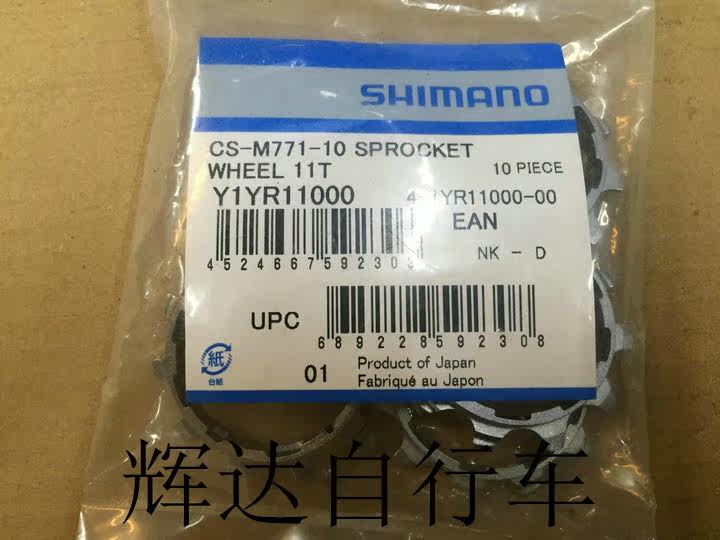 SHIMANO
CS-M771-10 SPROCKET
WHEEL 11T 10 PIECE
Y1YR11000 YR11000-00
EAN
NK - D
UPC
689228592308
紙
台紙
01 Product of Japan
Fabriqué au Japon
辉达自行车